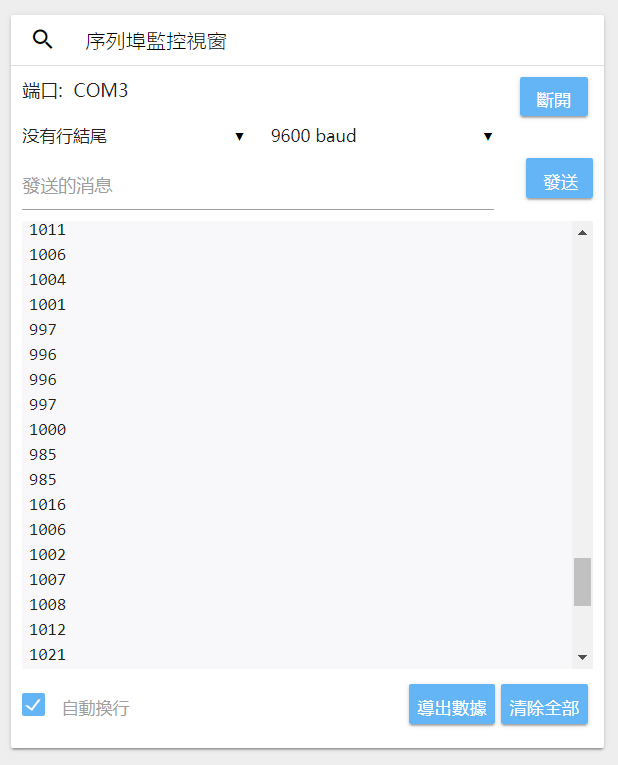 序列埠監控視窗
端口: COM3
斷開
没有行結尾 ▼ 9600 baud ▼
發送的消息
發送
1011
1006
1004
1001
997
996
996
997
1000
985
985
1016
1006
1002
1007
1008
1012
1021
自動換行
導出數據 清除全部